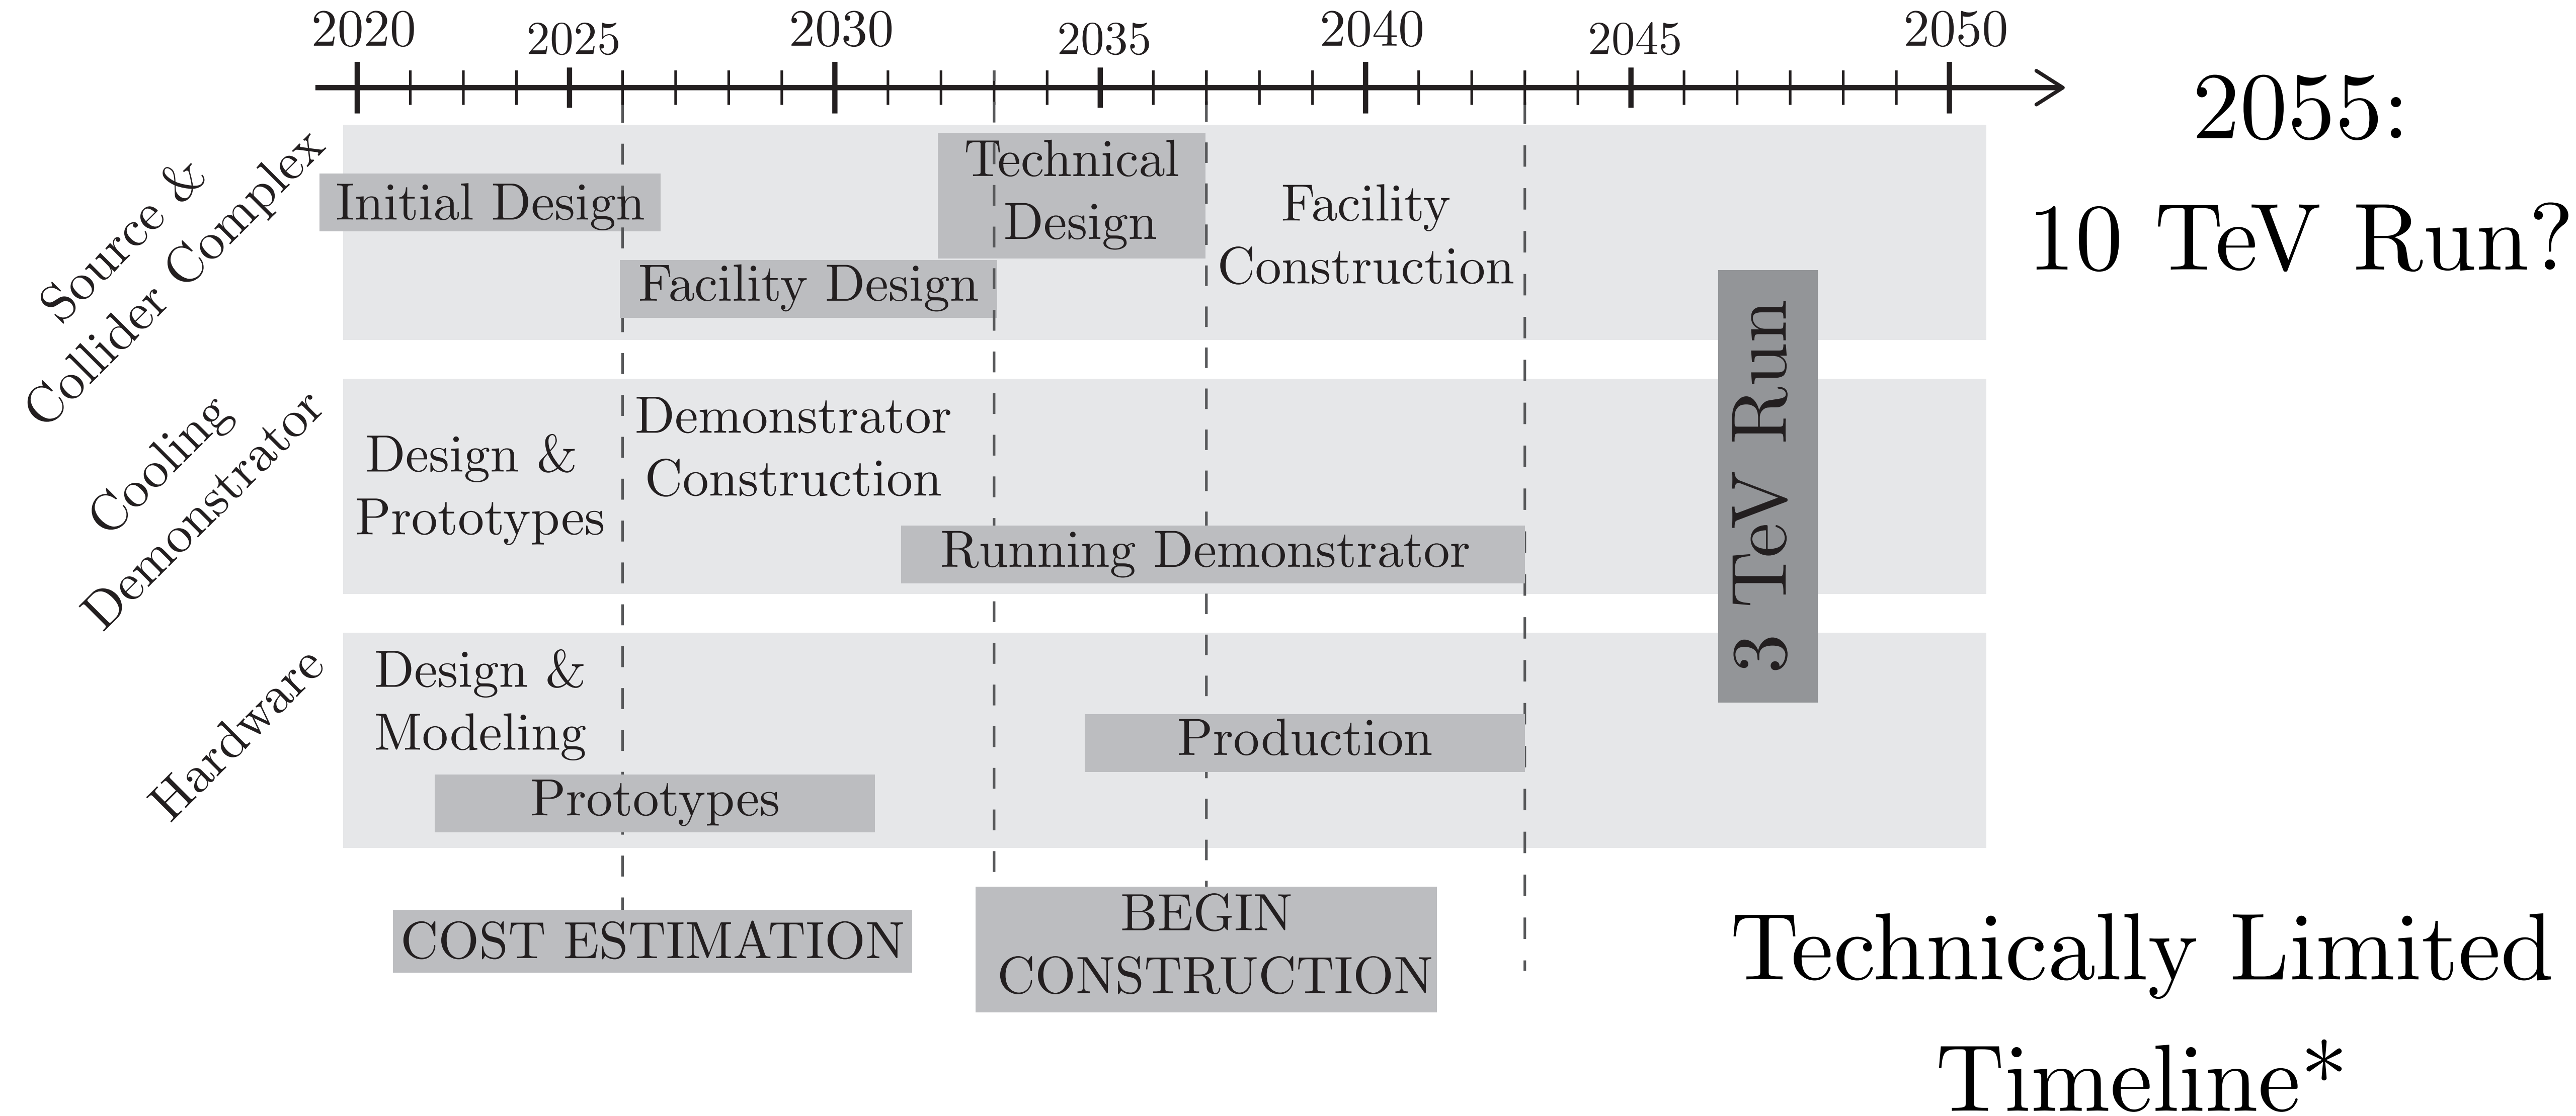 2020 2025 2030 2035 2040 2045 2050
2055:
10 TeV Run?
Source &
Collider Complex
Initial Design
Facility Design
Technical
Design
Facility
Construction
Cooling
Demonstrator
Design &
Prototypes
Demonstrator
Construction
Running Demonstrator
3 TeV Run
Hardware
Design &
Modeling
Prototypes
Production
COST ESTIMATION
BEGIN
CONSTRUCTION
Technically Limited
Timeline*